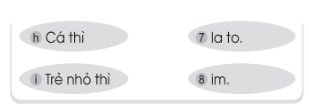 h Cá thì 7 la to.
i Trẻ nhỏ thì 8 im.